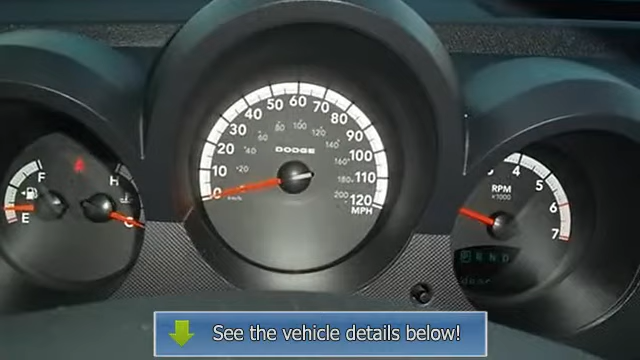 F
E
H
C
0 10 20 30 40 50 60 70 80 90 100 110 120
MPH
20 40 60 80 100 120 140 160 180 200
km/h
DODGE
3 4 5 6 7
RPM
x1000
P R N D
See the vehicle details below!